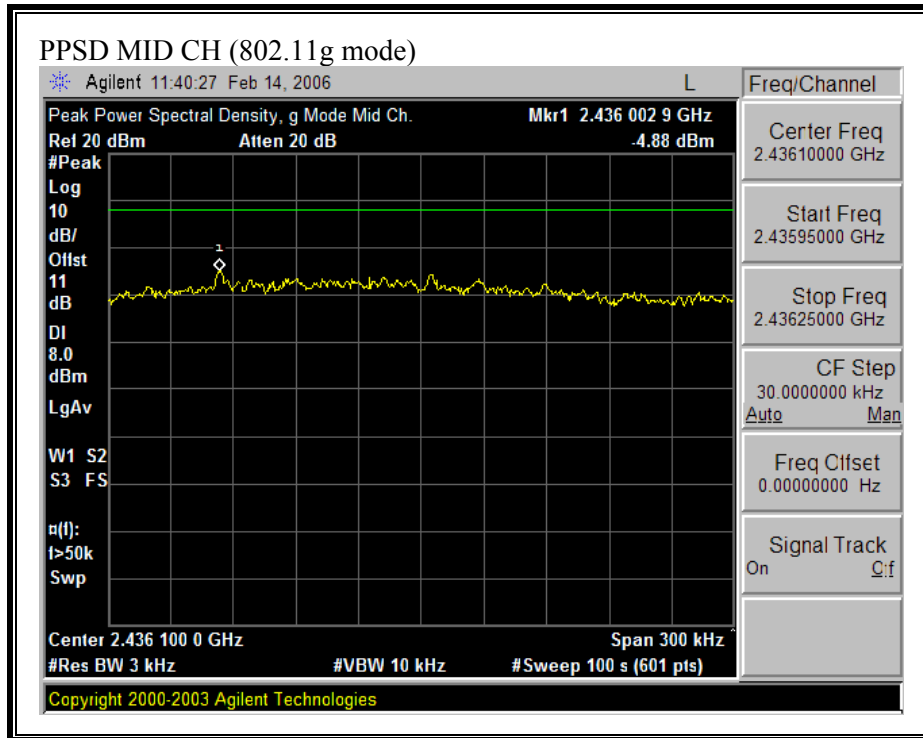 PPSD MID CH (802.11g mode)
Agilent 11:40:27 Feb 14, 2006 L
Peak Power Spectral Density, g Mode Mid Ch. Mkr1 2.436 002 9 GHz
Ref 20 dBm Atten 20 dB -4.88 dBm
#Peak
Log
10
dB/
Offst
11
dB
DI
8.0
dBm
LgAv
W1 S2
S3 FS
¤(f):
f>50k
Swp
1
Center 2.436 100 0 GHz Span 300 kHz
#Res BW 3 kHz #VBW 10 kHz #Sweep 100 s (601 pts)
Copyright 2000-2003 Agilent Technologies
Freq/Channel
Center Freq
2.43610000 GHz
Start Freq
2.43595000 GHz
Stop Freq
2.43625000 GHz
CF Step
30.0000000 kHz
Auto Man
Freq Offset
0.00000000 Hz
Signal Track
On Off